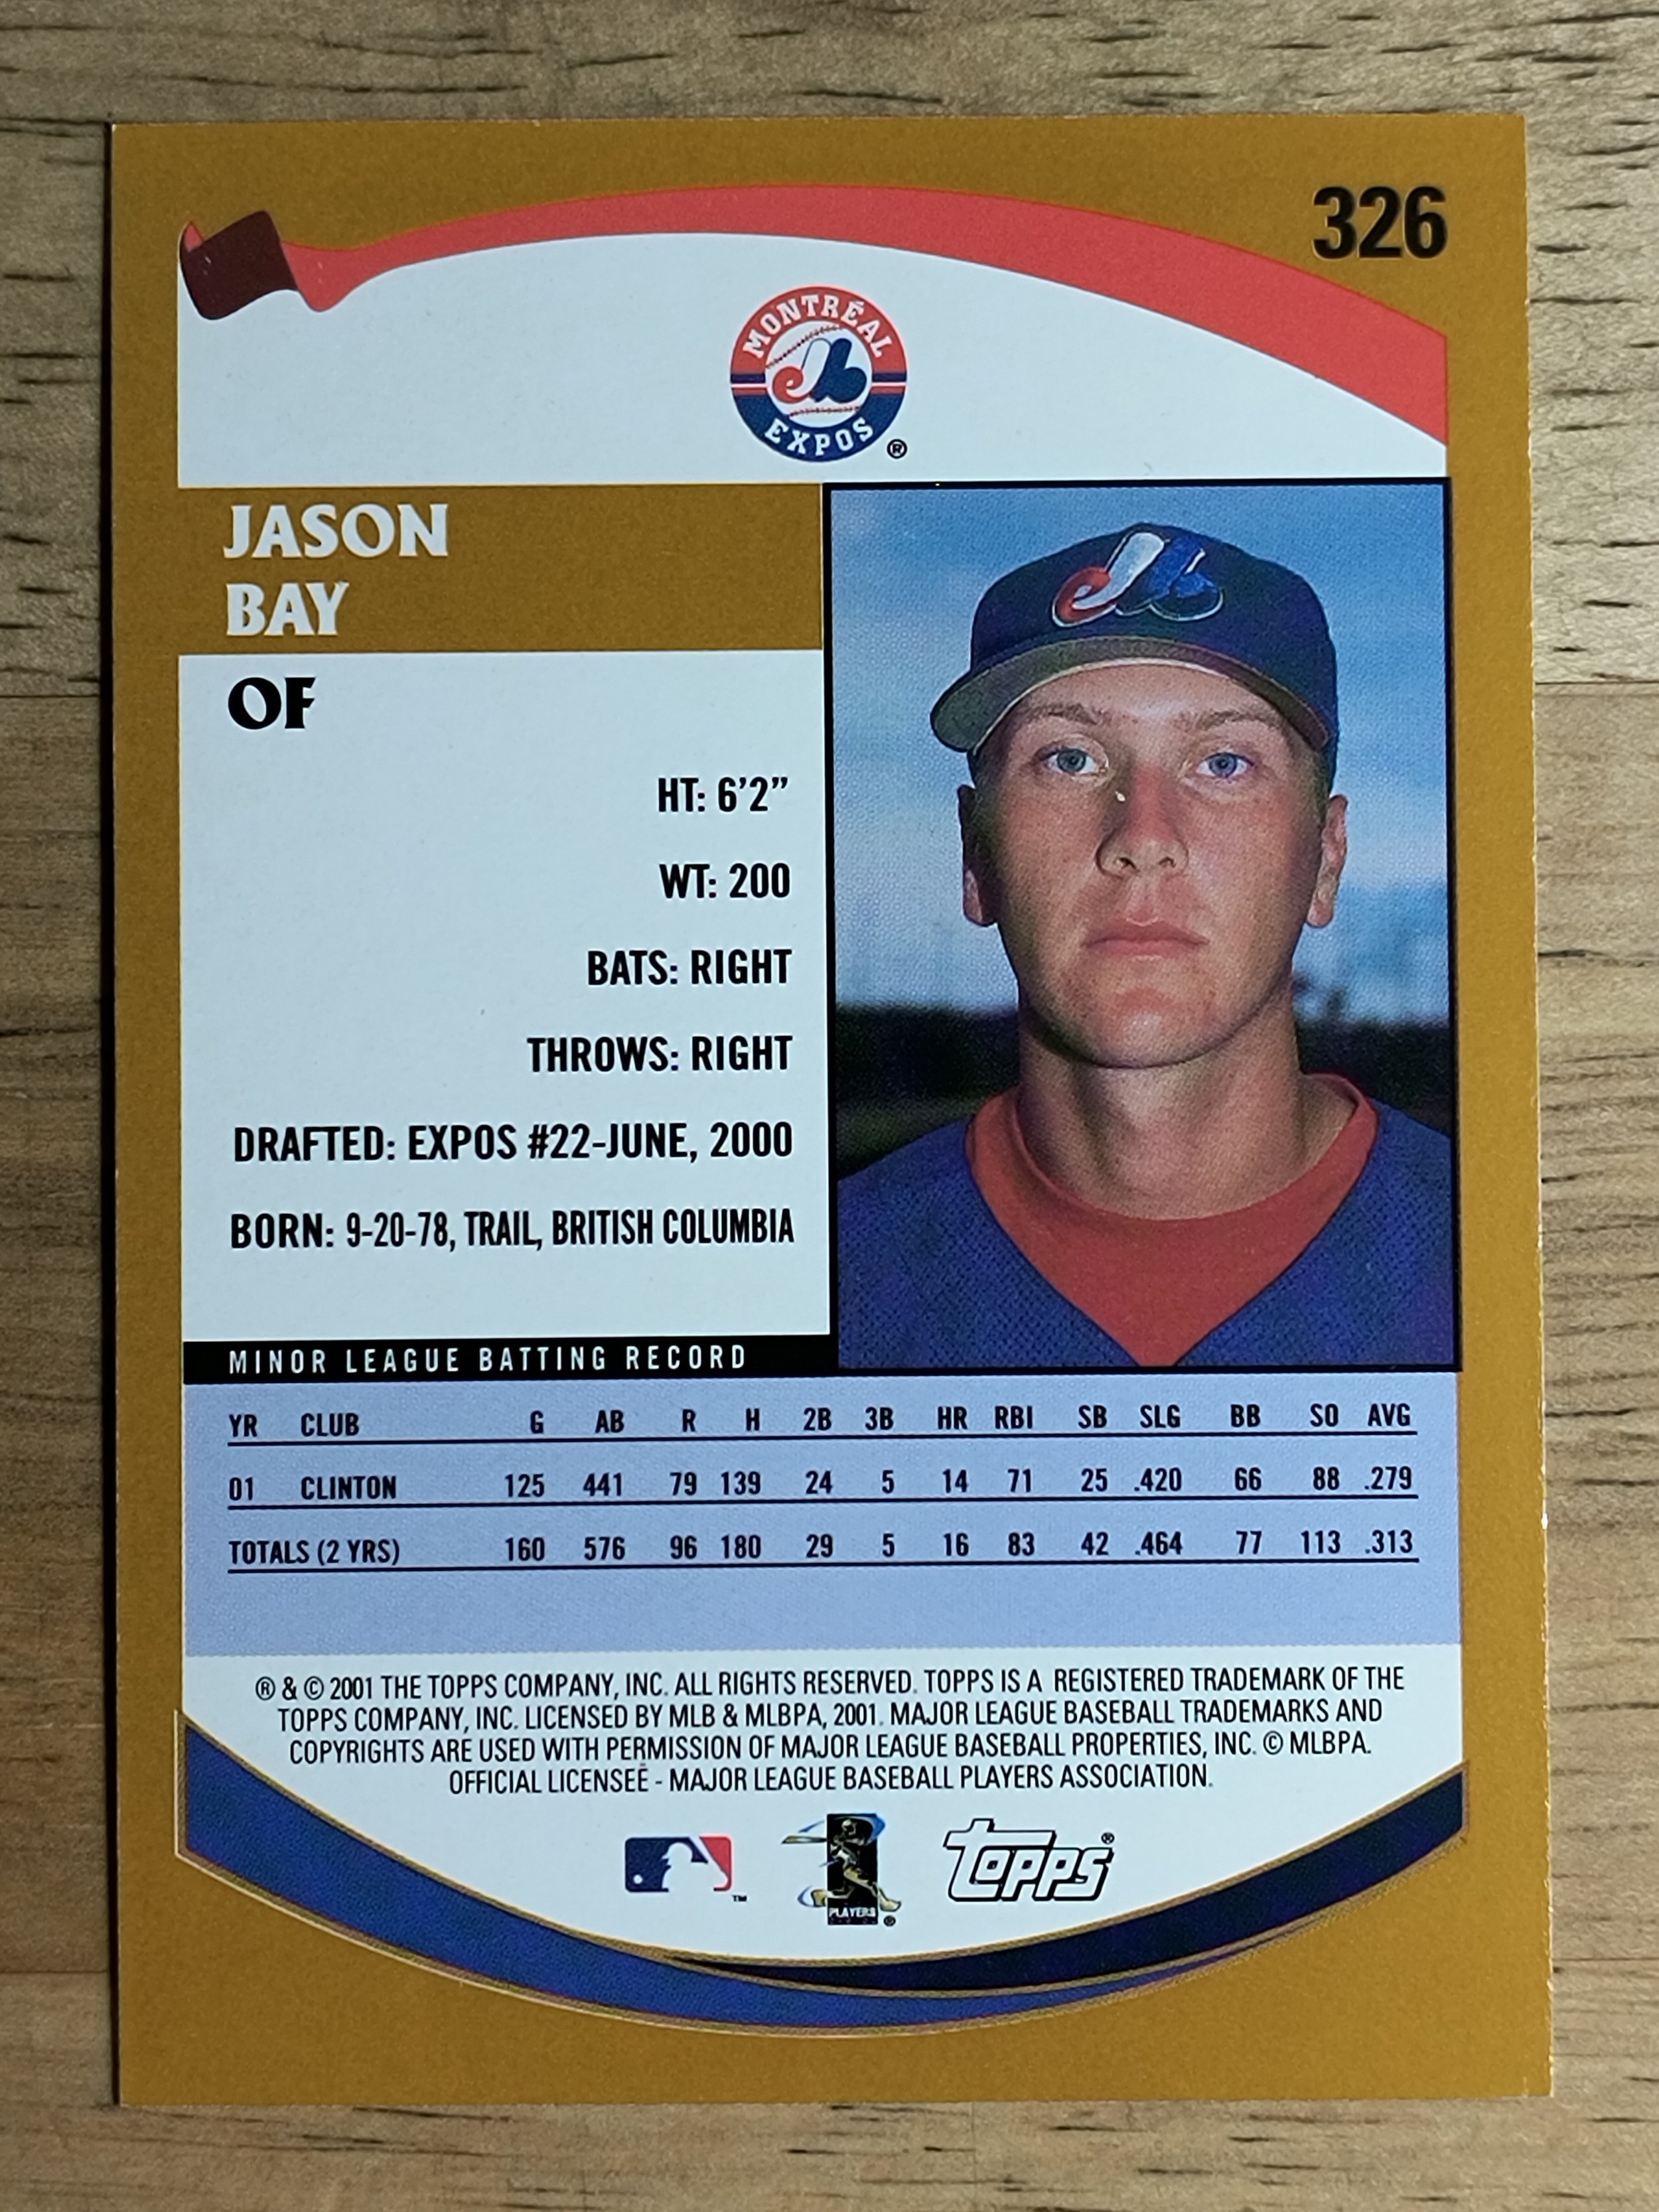 326
MONTRÉAL
EXPOS ®
JASON
BAY
OF
HT: 6'2"
WT: 200
BATS: RIGHT
THROWS: RIGHT
DRAFTED: EXPOS #22-JUNE, 2000
BORN: 9-20-78, TRAIL, BRITISH COLUMBIA
MINOR LEAGUE BATTING RECORD
YR CLUB G AB R H 2B 3B HR RBI SB SLG BB SO AVG
01 CLINTON 125 441 79 139 24 5 14 71 25 .420 66 88 .279
TOTALS (2 YRS) 160 576 96 180 29 5 16 83 42 .464 77 113 .313
® & © 2001 THE TOPPS COMPANY, INC. ALL RIGHTS RESERVED. TOPPS IS A REGISTERED TRADEMARK OF THE
TOPPS COMPANY, INC. LICENSED BY MLB & MLBPA, 2001. MAJOR LEAGUE BASEBALL TRADEMARKS AND
COPYRIGHTS ARE USED WITH PERMISSION OF MAJOR LEAGUE BASEBALL PROPERTIES, INC. © MLBPA.
OFFICIAL LICENSEE - MAJOR LEAGUE BASEBALL PLAYERS ASSOCIATION.
™ PLAYERS ® Topps ®